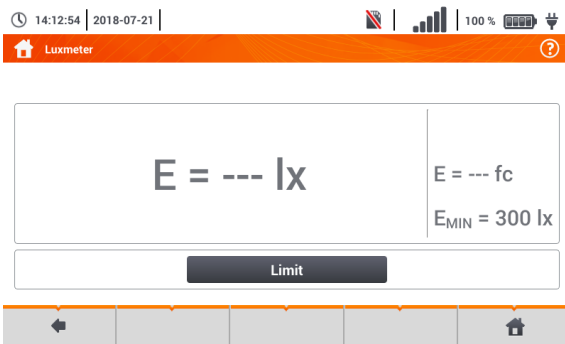 14:12:54 2018-07-21 100 %
Luxmeter ?
E = --- lx
E = --- fc
EMIN = 300 lx
Limit